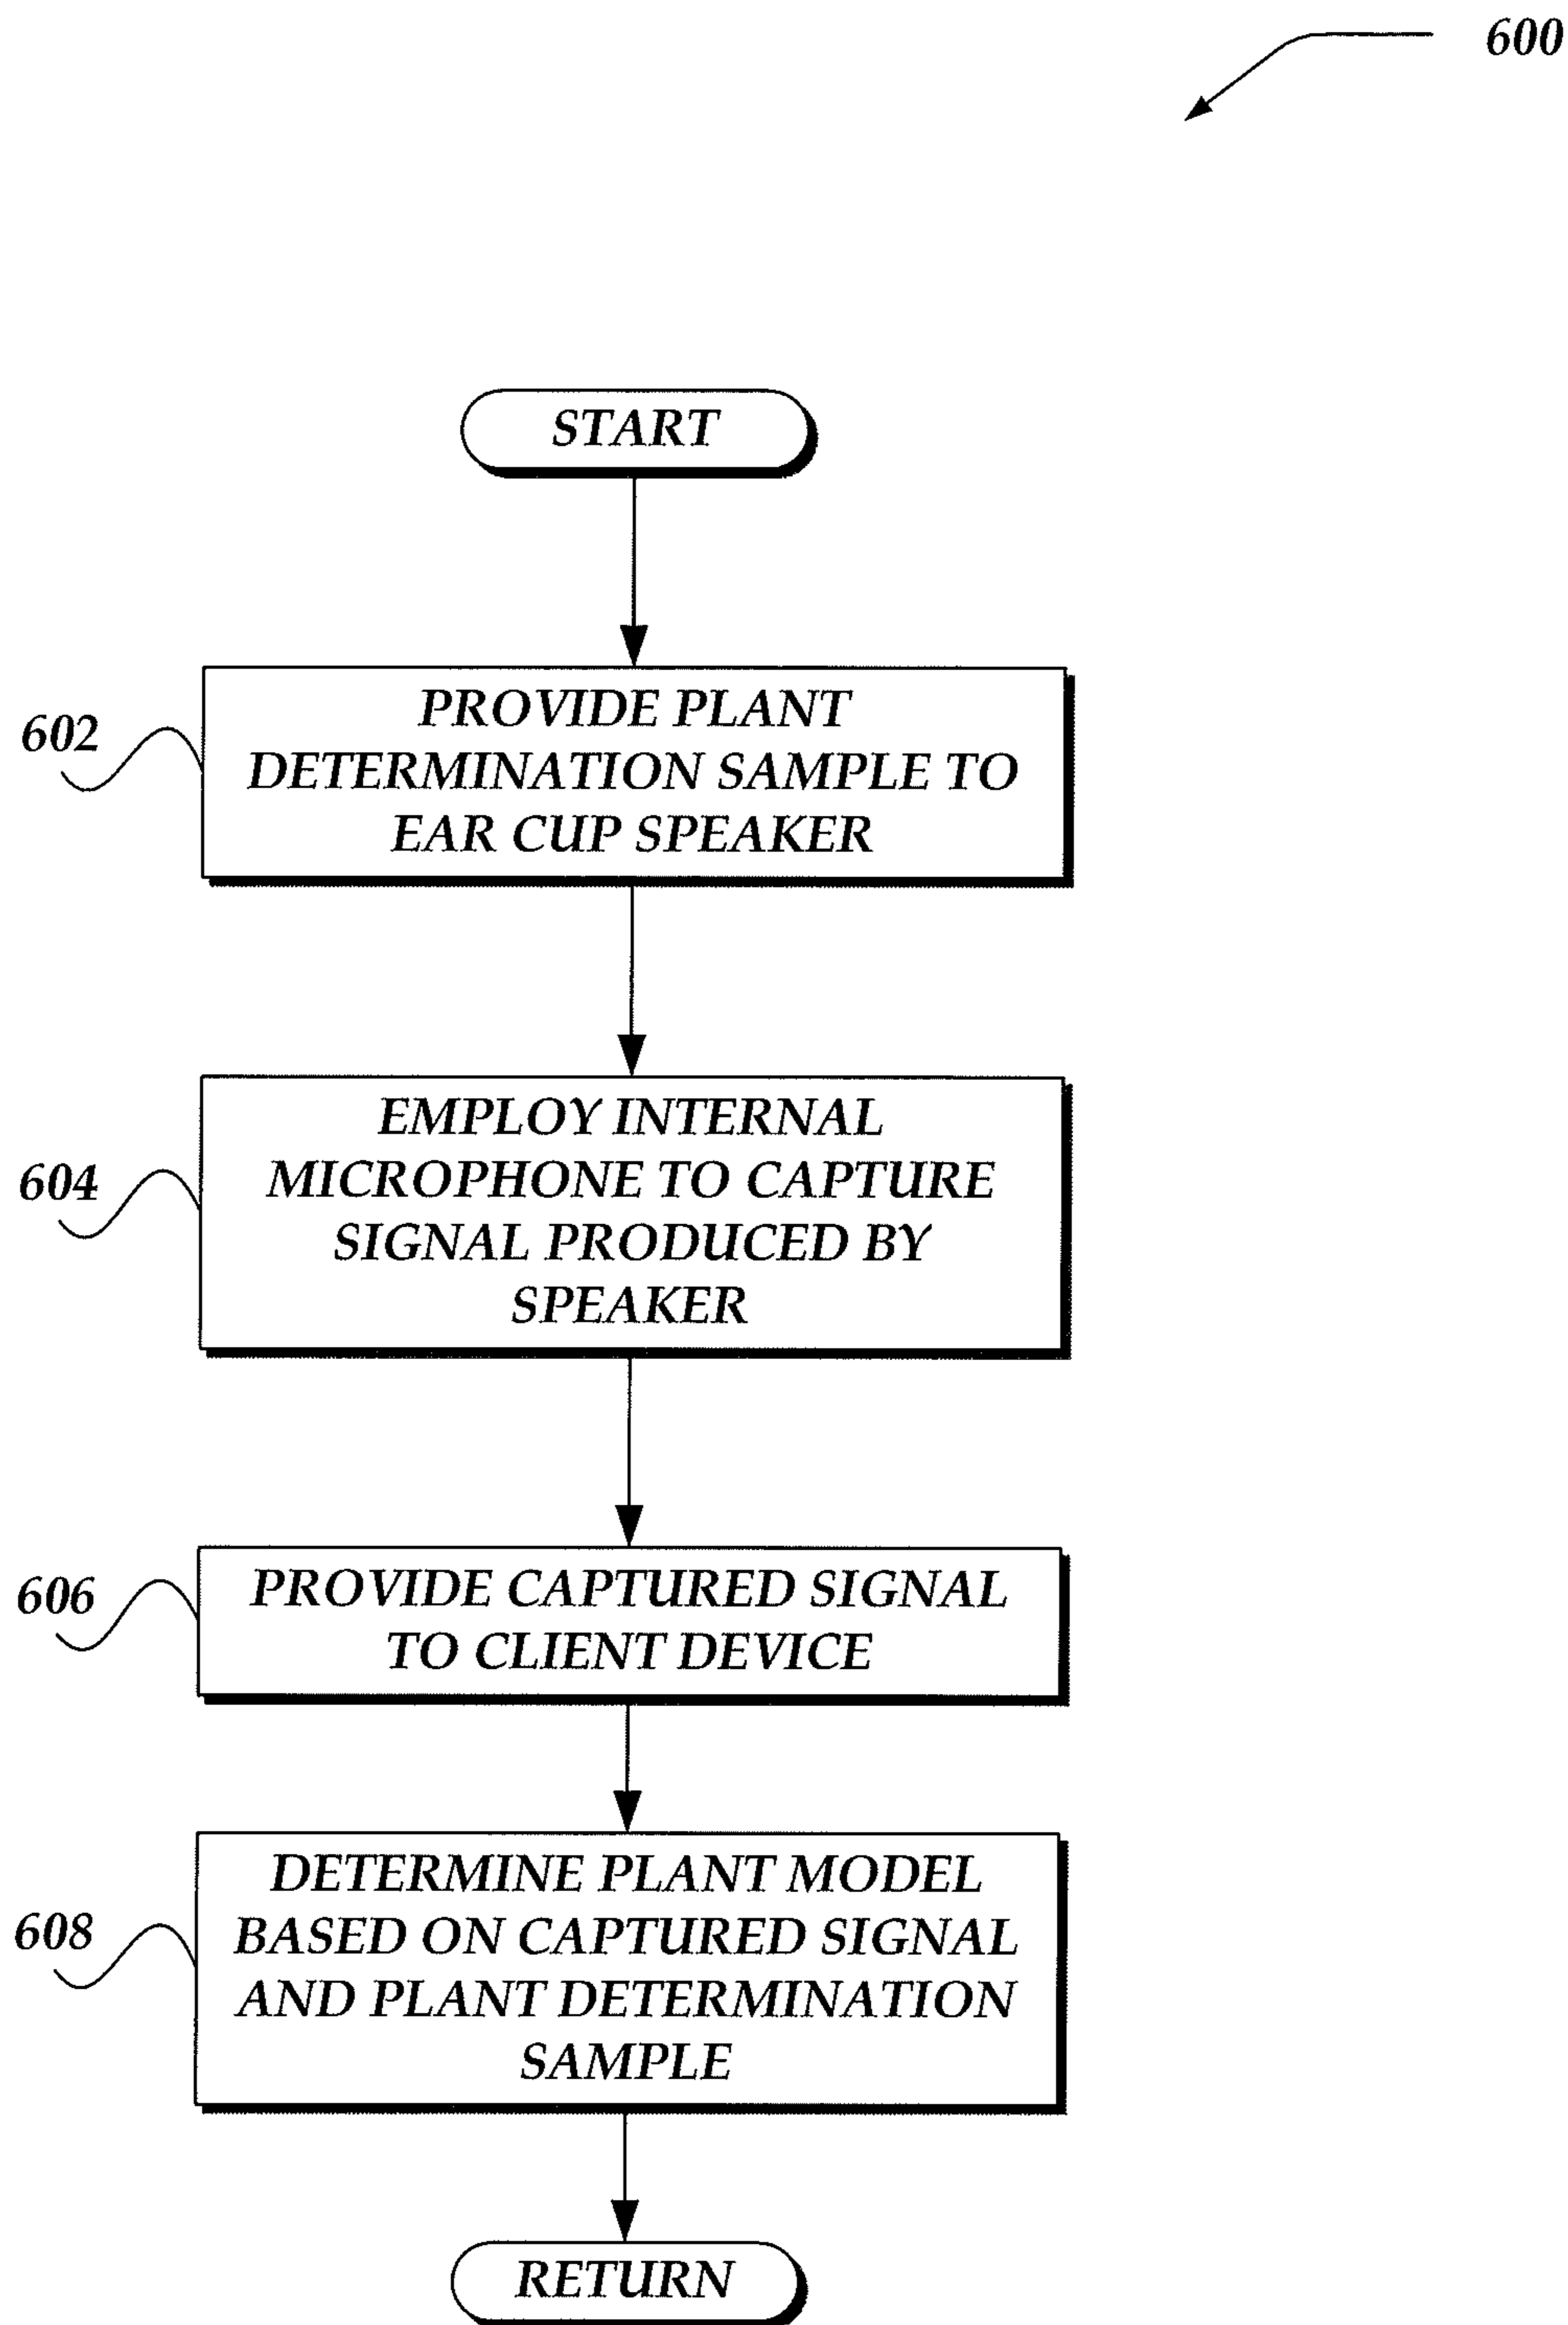 600
START
602
PROVIDE PLANT
DETERMINATION SAMPLE TO
EAR CUP SPEAKER
604
EMPLOY INTERNAL
MICROPHONE TO CAPTURE
SIGNAL PRODUCED BY
SPEAKER
606
PROVIDE CAPTURED SIGNAL
TO CLIENT DEVICE
608
DETERMINE PLANT MODEL
BASED ON CAPTURED SIGNAL
AND PLANT DETERMINATION
SAMPLE
RETURN